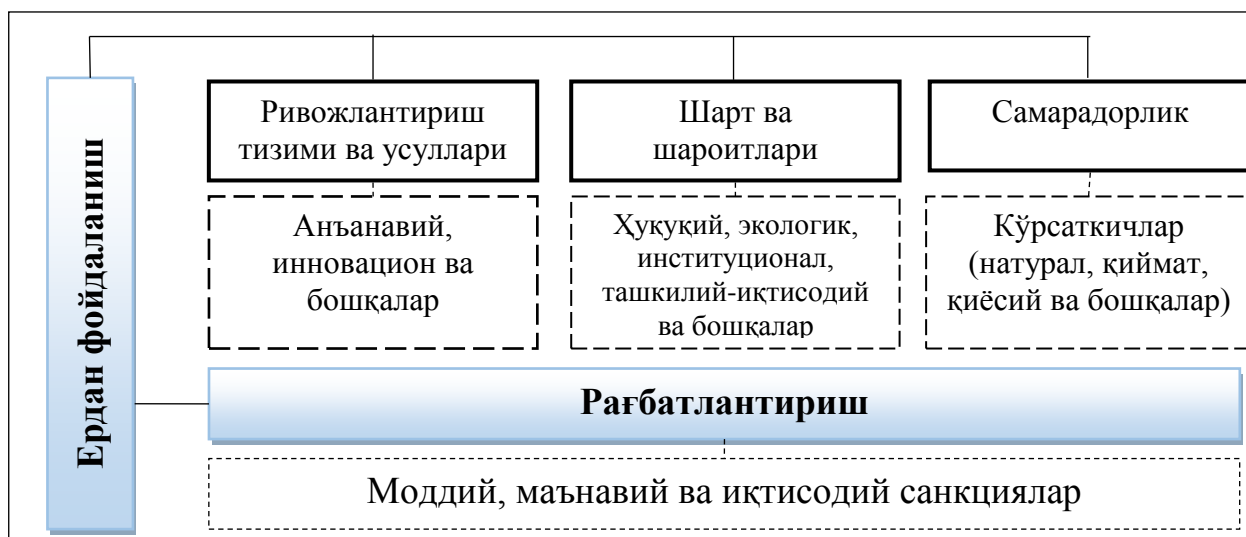 Ердан фойдаланиш
Ривожлантириш
тизими ва усуллари
Шарт ва
шароитлари
Самарадорлик
Анъанавий,
инновацион ва
бошқалар
Ҳуқуқий, экологик,
институционал,
ташкилий-иқтисодий
ва бошқалар
Кўрсаткичлар
(натурал, қиймат,
қиёсий ва бошқалар)
Рағбатлантириш
Моддий, маънавий ва иқтисодий санкциялар